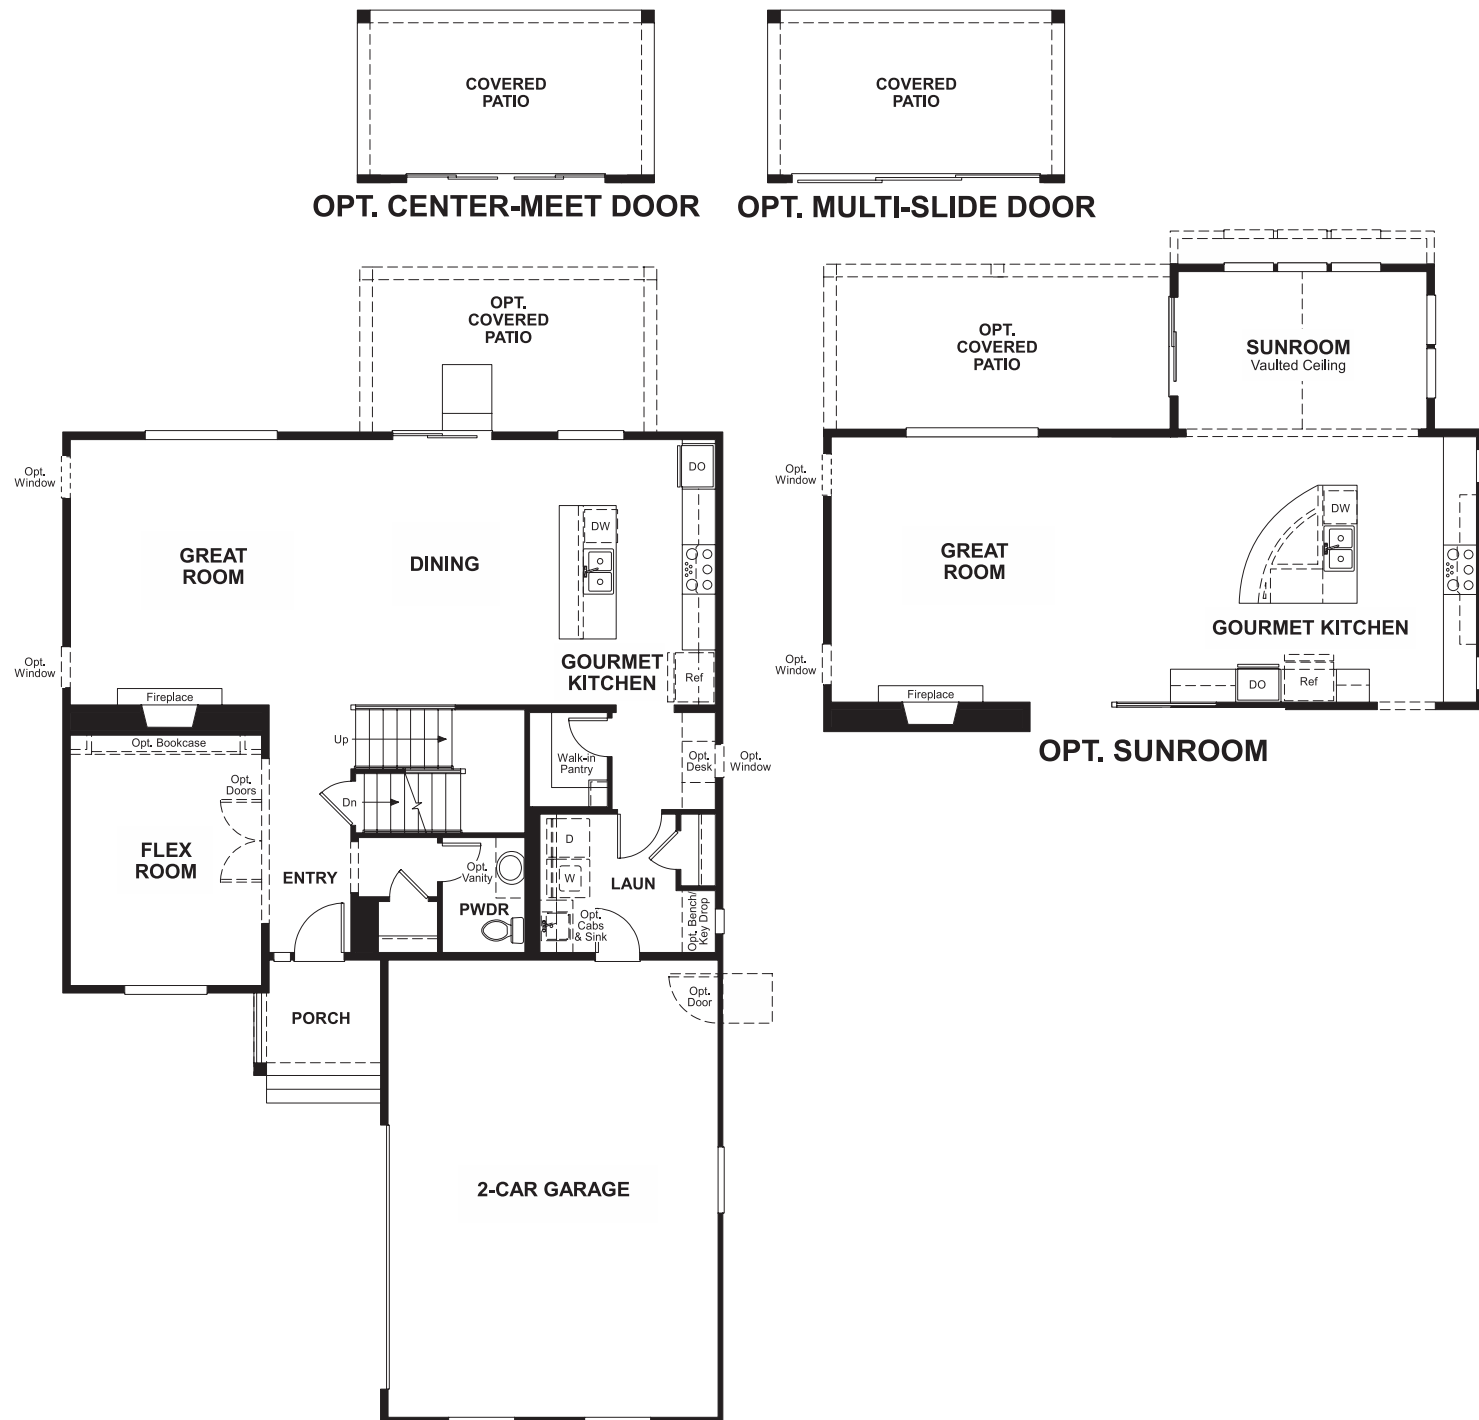 COVERED
PATIO
COVERED
PATIO
OPT. CENTER-MEET DOOR
OPT. MULTI-SLIDE DOOR
OPT.
COVERED
PATIO
Opt.
Window
DO
DW
GREAT
ROOM
DINING
Opt.
Window
GOURMET
KITCHEN
Ref
Fireplace
Opt. Bookcase
Up
Walk-in
Pantry
Opt.
Desk
Opt.
Window
Opt.
Doors
Dn
FLEX
ROOM
ENTRY
Opt.
Vanity
PWDR
D
W
LAUN
Opt.
Cabs
& Sink
Opt. Bench/
Key Drop
Opt.
Door
PORCH
2-CAR GARAGE
OPT.
COVERED
PATIO
SUNROOM
Vaulted Ceiling
Opt.
Window
DW
GREAT
ROOM
GOURMET KITCHEN
Opt.
Window
Fireplace
DO
Ref
OPT. SUNROOM